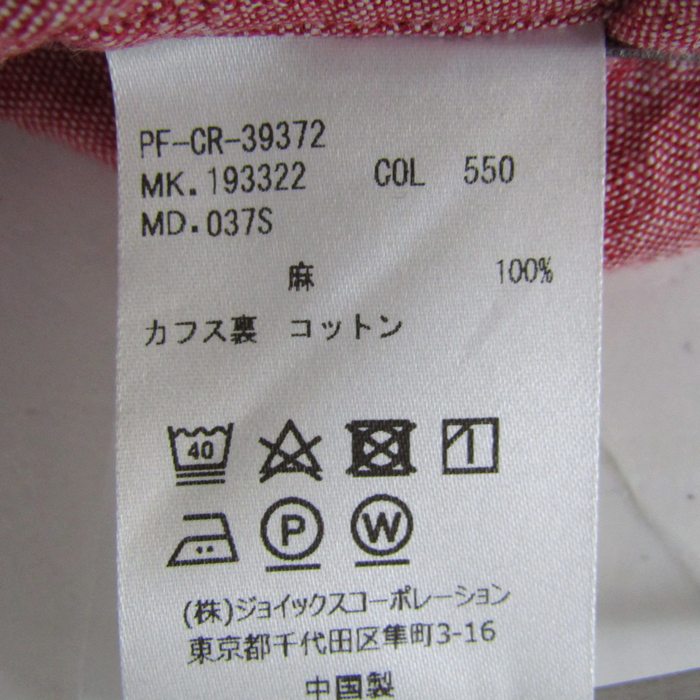 PF-CR-39372
MK.193322 COL 550
MD.037S
麻 100%
カフス裏 コットン
40
P W
(株)ジョイックスコーポレーション
東京都千代田区隼町3-16
中国製